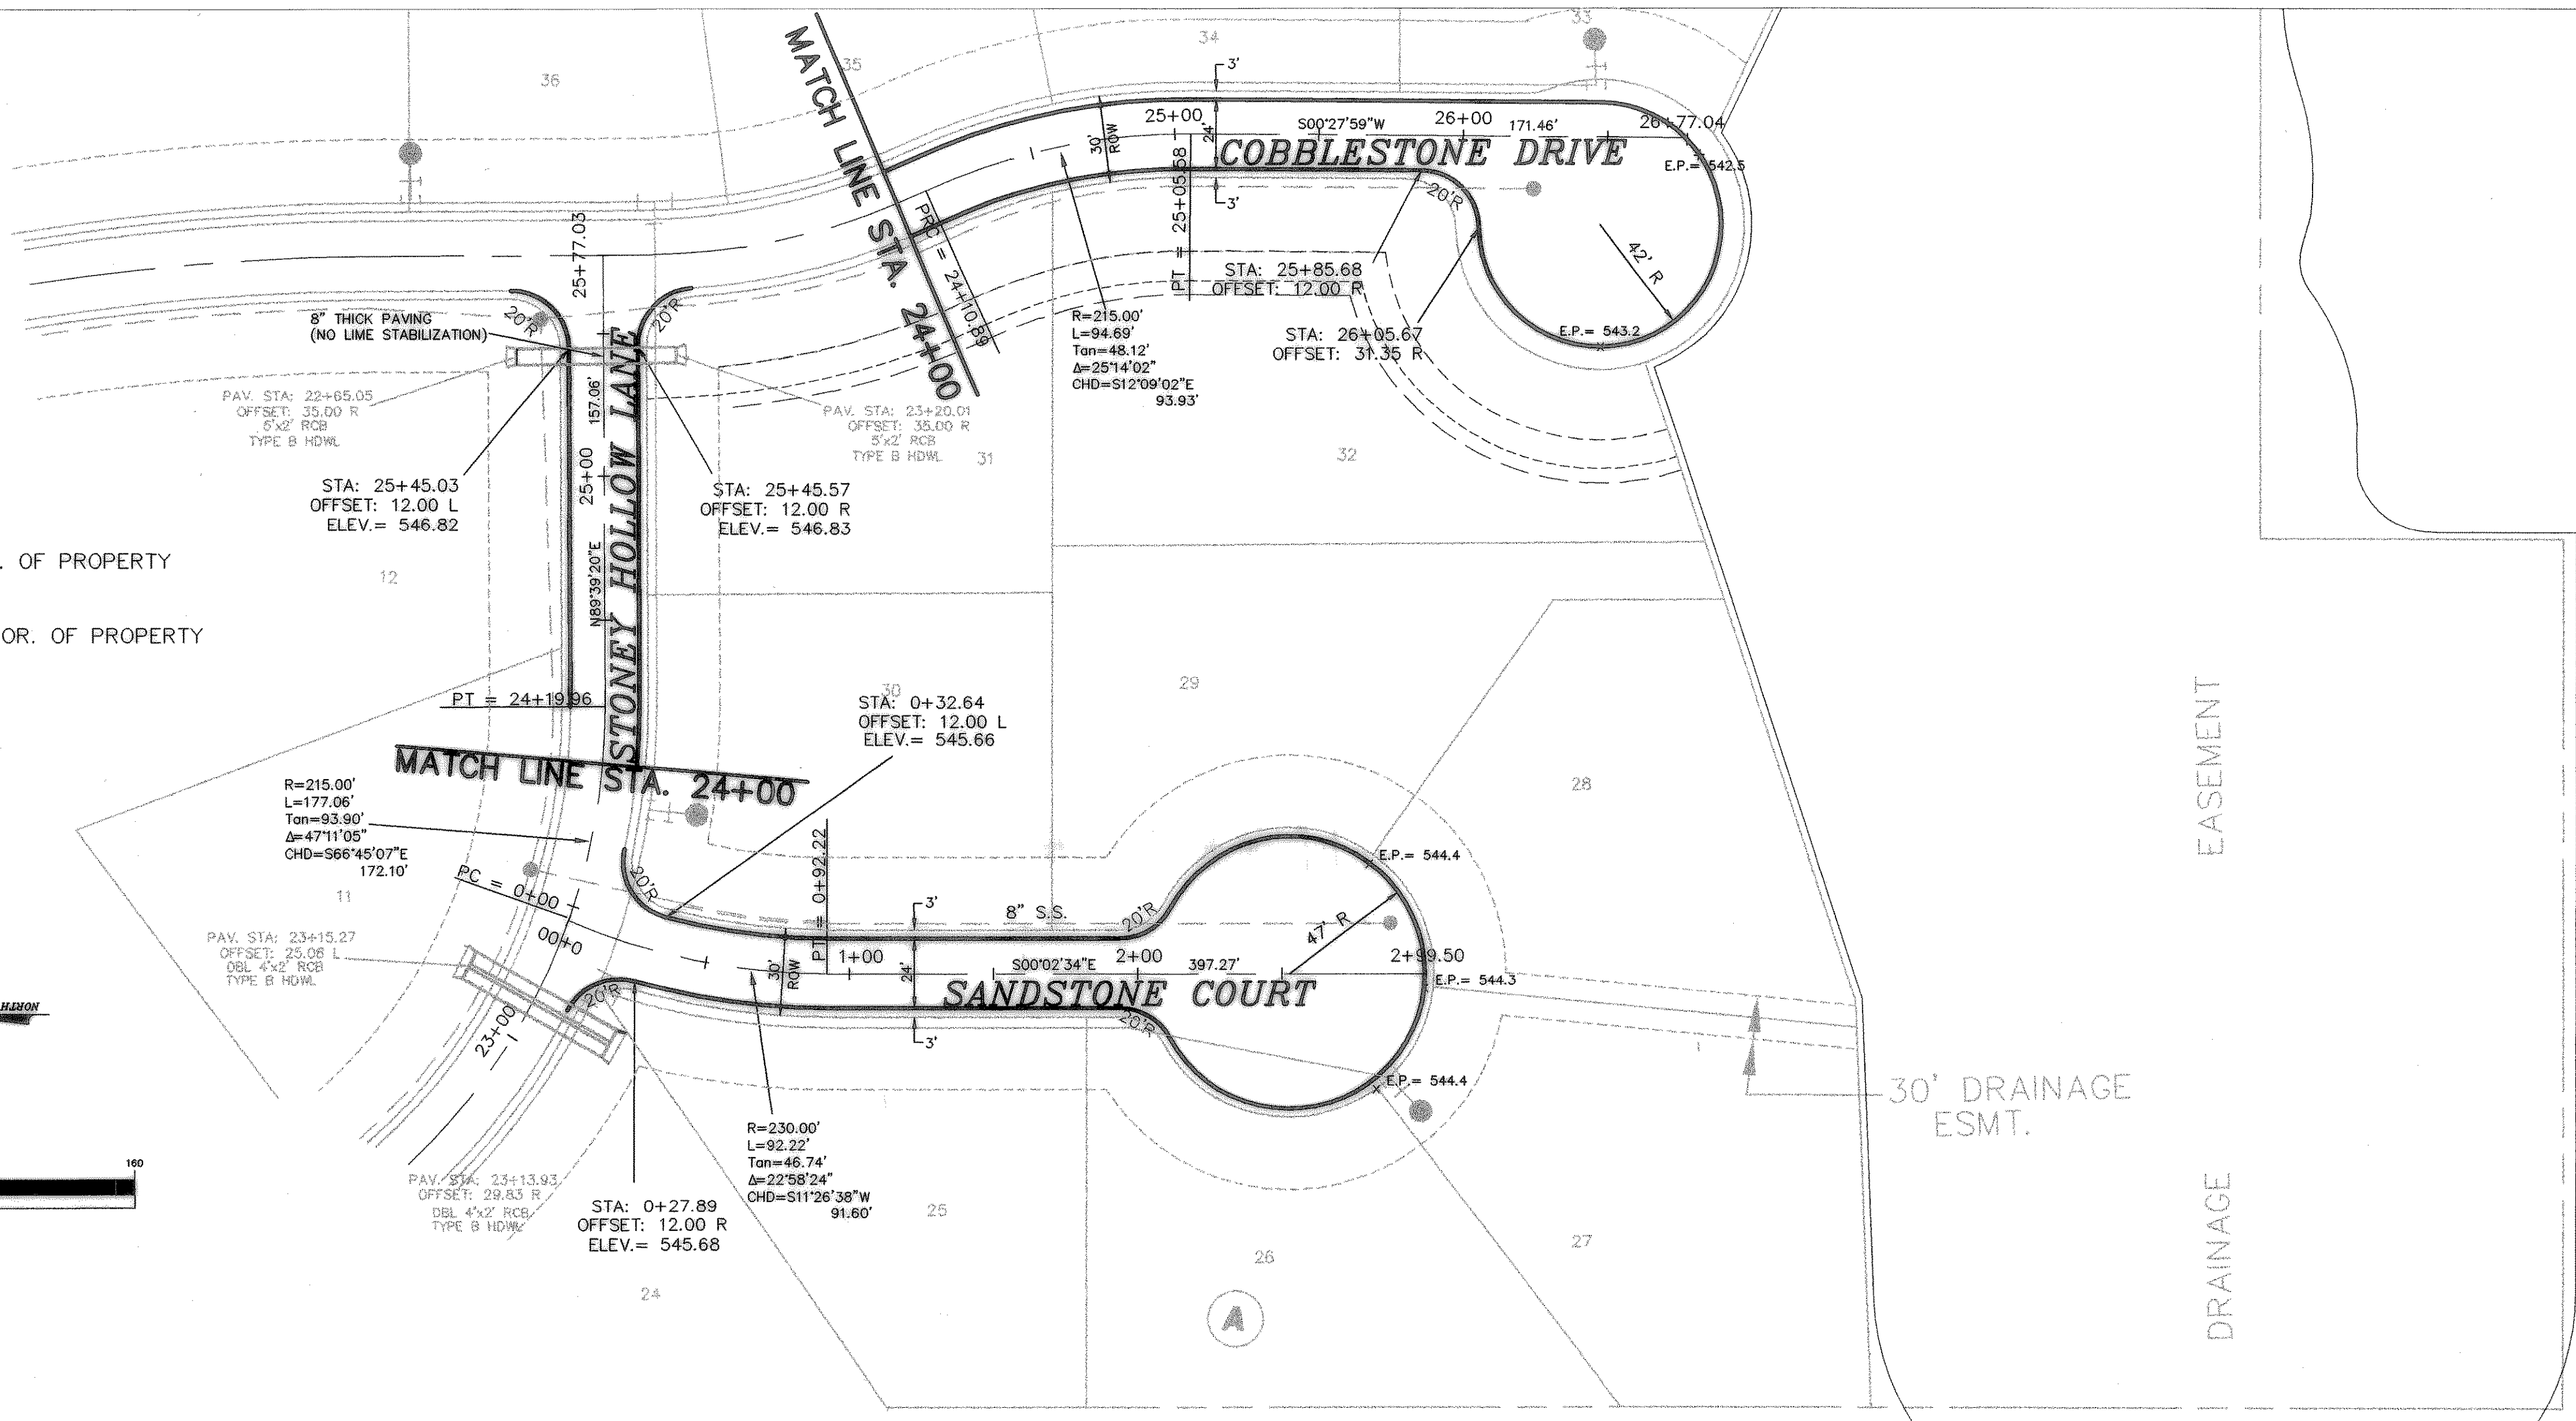 33
34
35
36
MATCH LINE STA. 24+00
3'
25+00
S00°27'59"W
26+00
171.46'
26+77.04
24'
30'
ROW
COBBLESTONE DRIVE
E.P.= 542.5
20'R
3'
PT = 25+05.58
PRC = 24+10.89
42' R
STA: 25+85.68
OFFSET: 12.00 R
STA: 26+05.67
OFFSET: 31.35 R
E.P.= 543.2
R=215.00'
L=94.69'
Tan=48.12'
Δ=25°14'02"
CHD=S12°09'02"E
93.93'
25+77.03
20'R
20'R
8" THICK PAVING
(NO LIME STABILIZATION)
PAV. STA: 22+65.05
OFFSET: 35.00 R
5'x2' RCB
TYPE B HDWL
PAV. STA: 23+20.01
OFFSET: 35.00 R
5'x2' RCB
TYPE B HDWL
31
32
157.06'
25+00
N89°39'20"E
STONEY HOLLOW LANE
STA: 25+45.03
OFFSET: 12.00 L
ELEV.= 546.82
STA: 25+45.57
OFFSET: 12.00 R
ELEV.= 546.83
. OF PROPERTY
12
OR. OF PROPERTY
PT = 24+19.96
30
29
STA: 0+32.64
OFFSET: 12.00 L
ELEV.= 545.66
MATCH LINE STA. 24+00
28
R=215.00'
L=177.06'
Tan=93.90'
Δ=47°11'05"
CHD=S66°45'07"E
172.10'
11
PC = 0+00
0+00
20'R
PT = 0+92.22
3'
8" S.S.
20'R
47' R
E.P.= 544.4
PAV. STA: 23+15.27
OFFSET: 25.06 L
DBL 4'x2' RCB
TYPE B HDWL
30'
ROW
1+00
24'
S00°02'34"E
2+00
397.27'
2+99.50
E.P.= 544.3
SANDSTONE COURT
20'R
20'R
3'
NORTH
23+00
E.P.= 544.4
EASEMENT
30' DRAINAGE
ESMT.
DRAINAGE
160
R=230.00'
L=92.22'
Tan=46.74'
Δ=22°58'24"
CHD=S11°26'38"W
91.60'
PAV. STA: 23+13.93
OFFSET: 29.83 R
DBL 4'x2' RCB
TYPE B HDWL
STA: 0+27.89
OFFSET: 12.00 R
ELEV.= 545.68
25
26
27
24
A